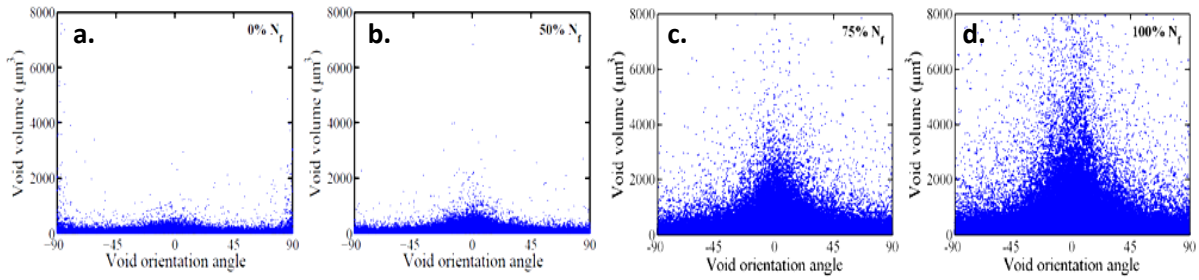 a.
0% Nf
8000
6000
4000
2000
0
Void volume (μm³)
−90 −45 0 45 90
Void orientation angle
b.
50% Nf
8000
6000
4000
2000
0
Void volume (μm³)
−90 −45 0 45 90
Void orientation angle
c.
75% Nf
8000
6000
4000
2000
0
Void volume (μm³)
-90 -45 0 45 90
Void orientation angle
d.
100% Nf
8000
6000
4000
2000
0
Void volume (μm³)
-90 -45 0 45 90
Void orientation angle